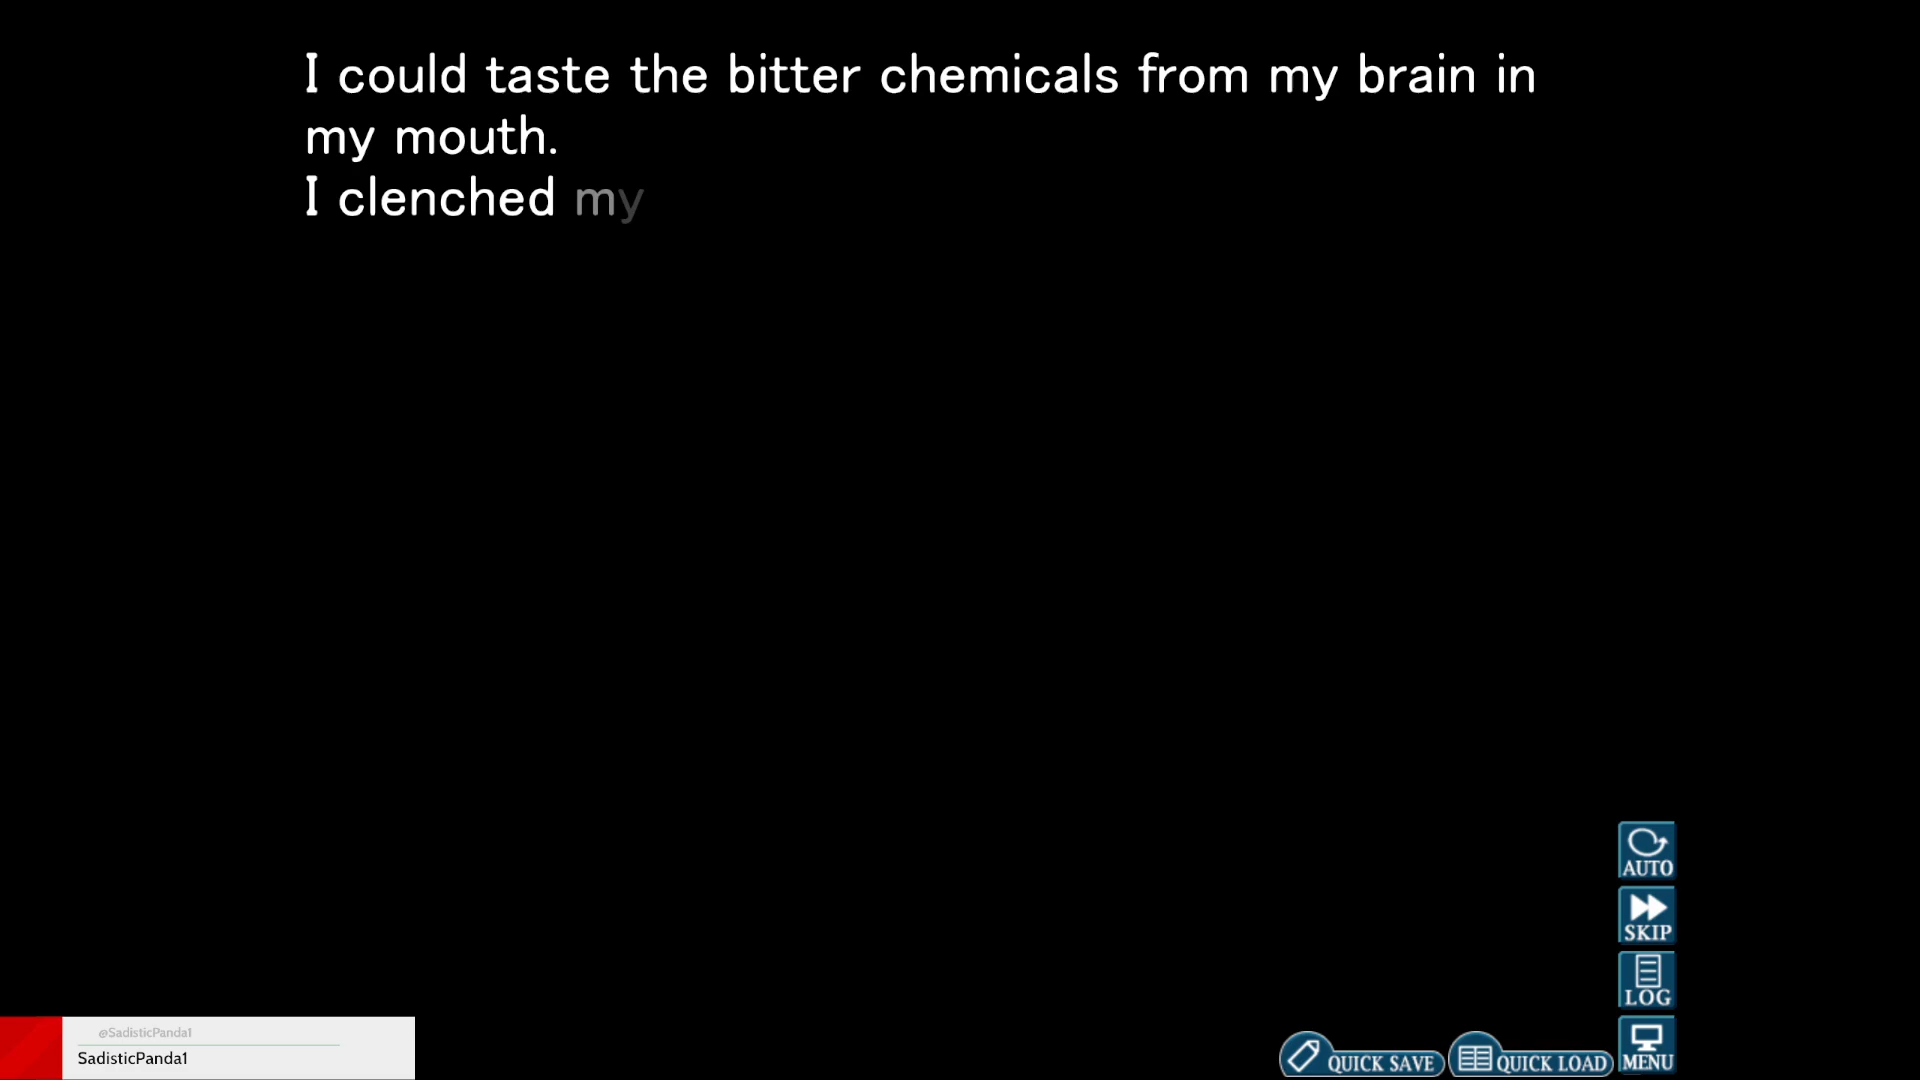 I could taste the bitter chemicals from my brain in
my mouth.
I clenched my
AUTO
SKIP
LOG
MENU
QUICK SAVE
QUICK LOAD
@SadisticPanda1
SadisticPanda1